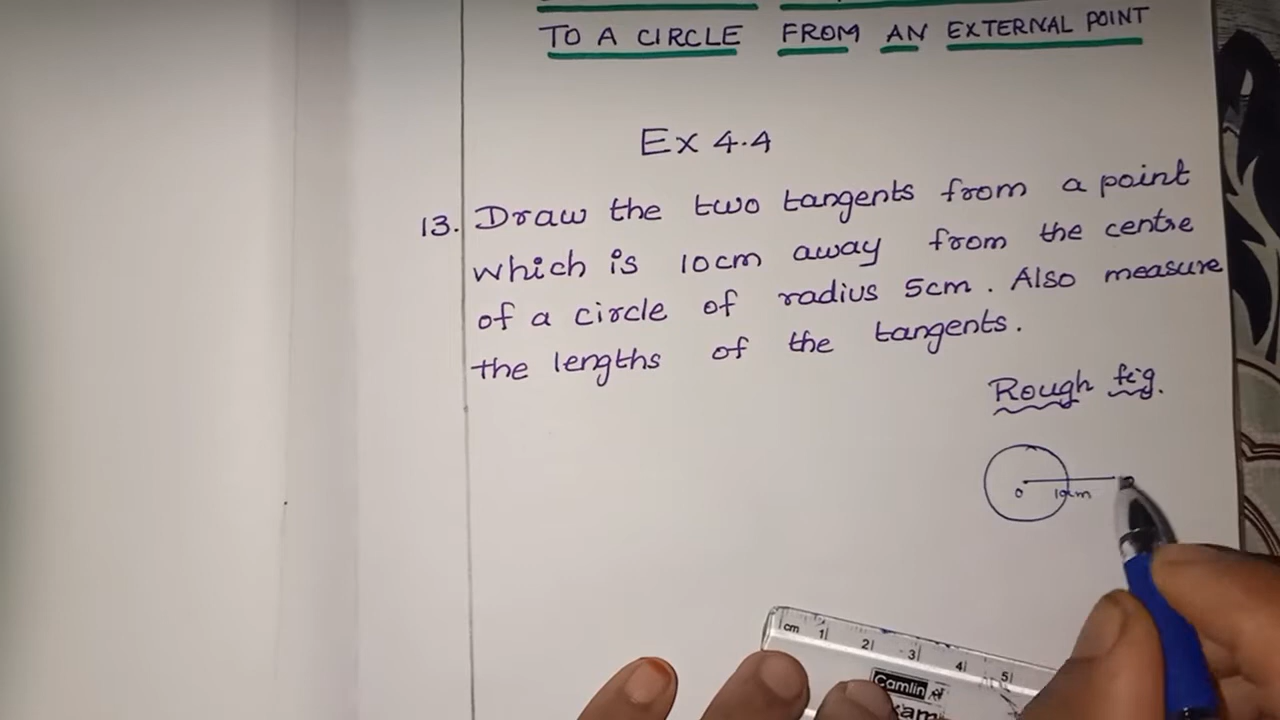 TO A CIRCLE FROM AN EXTERNAL POINT
Ex 4.4
13. Draw the two tangents from a point
which is 10cm away from the centre
of a circle of radius 5cm. Also measure
the lengths of the tangents.
Rough fig.
O 10cm
cm 1 2 3 4 5
Camlin